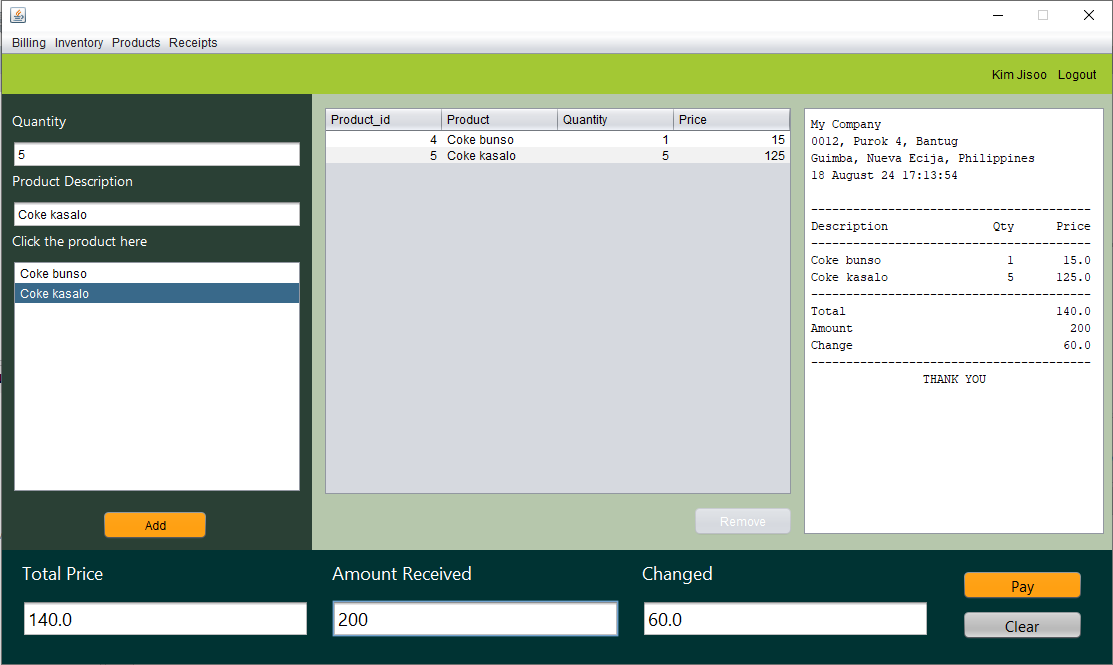 Billing Inventory Products Receipts
Kim Jisoo Logout
Quantity
5
Product Description
Coke kasalo
Click the product here
Coke bunso
Coke kasalo
Add
Product_id Product Quantity Price
4 Coke bunso 1 15
5 Coke kasalo 5 125
Remove
My Company
0012, Purok 4, Bantug
Guimba, Nueva Ecija, Philippines
18 August 24 17:13:54
----------------------------------------
Description Qty Price
----------------------------------------
Coke bunso 1 15.0
Coke kasalo 5 125.0
----------------------------------------
Total 140.0
Amount 200
Change 60.0
----------------------------------------
THANK YOU
Total Price
140.0
Amount Received
200
Changed
60.0
Pay
Clear